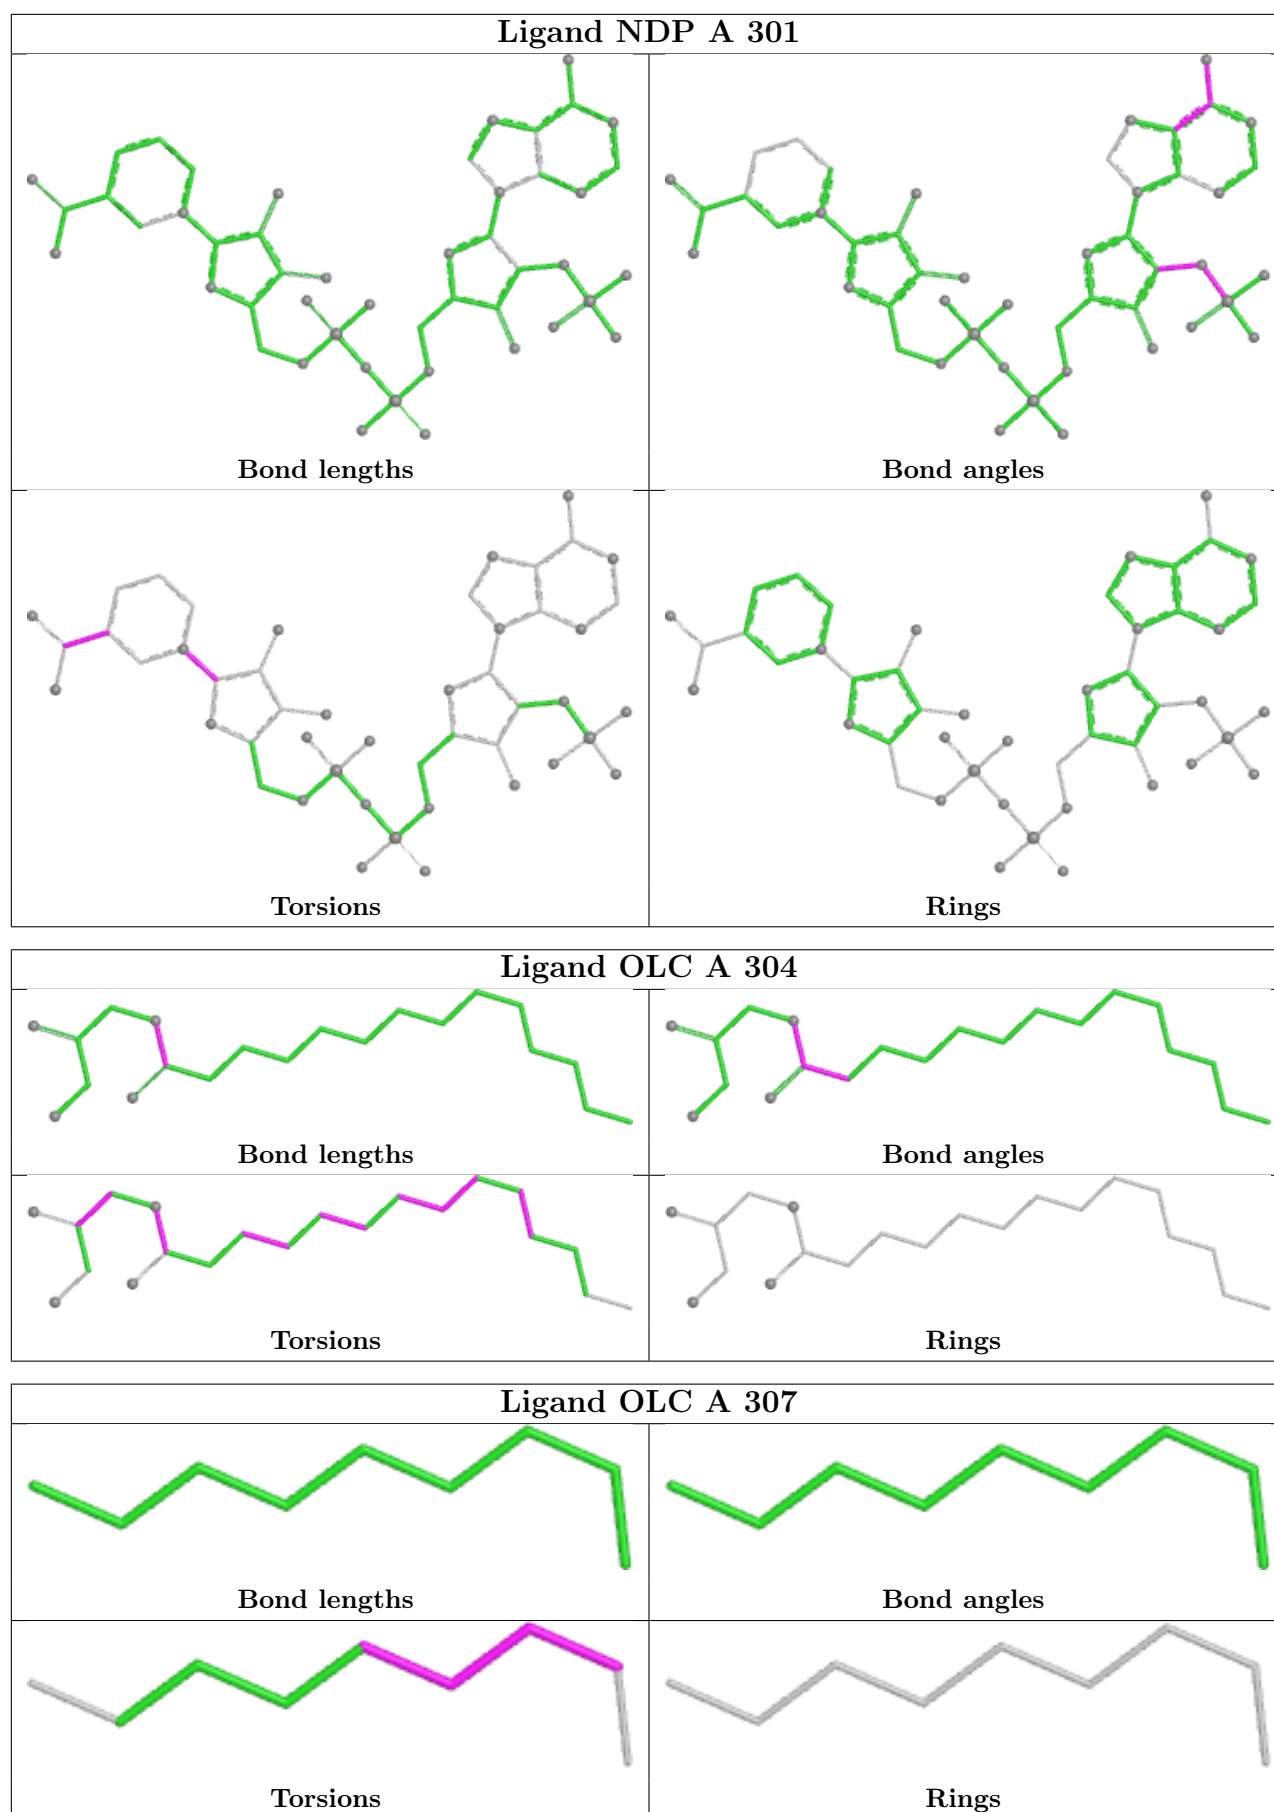 Ligand NDP A 301
Bond lengths
Bond angles
Torsions
Rings
Ligand OLC A 304
Bond lengths
Bond angles
Torsions
Rings
Ligand OLC A 307
Bond lengths
Bond angles
Torsions
Rings